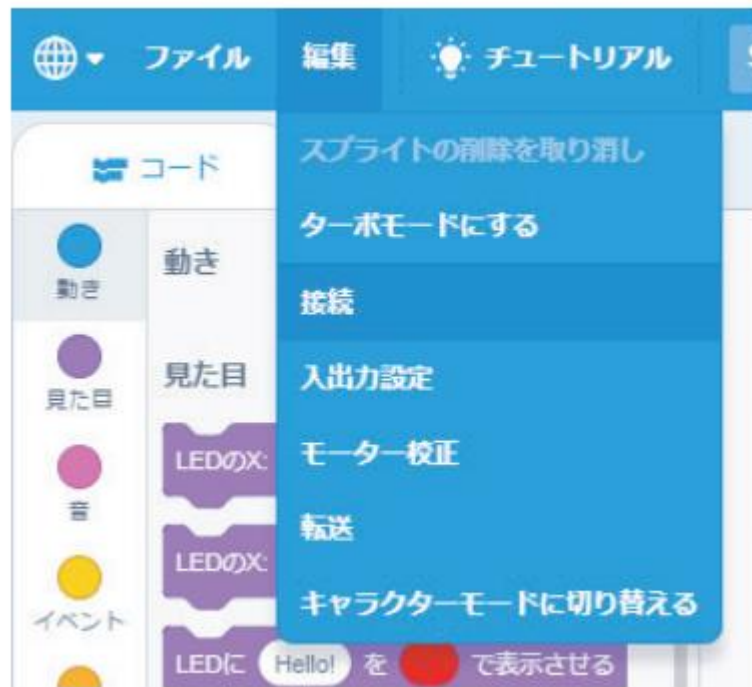 ファイル 編集 チュートリアル
コード
スプライトの削除を取り消し
ターボモードにする
接続
入出力設定
モーター校正
転送
キャラクターモードに切り替える
動き
見た目
音
イベント
動き
見た目
LEDのX:
LEDのX:
LEDに Hello! を で表示させる